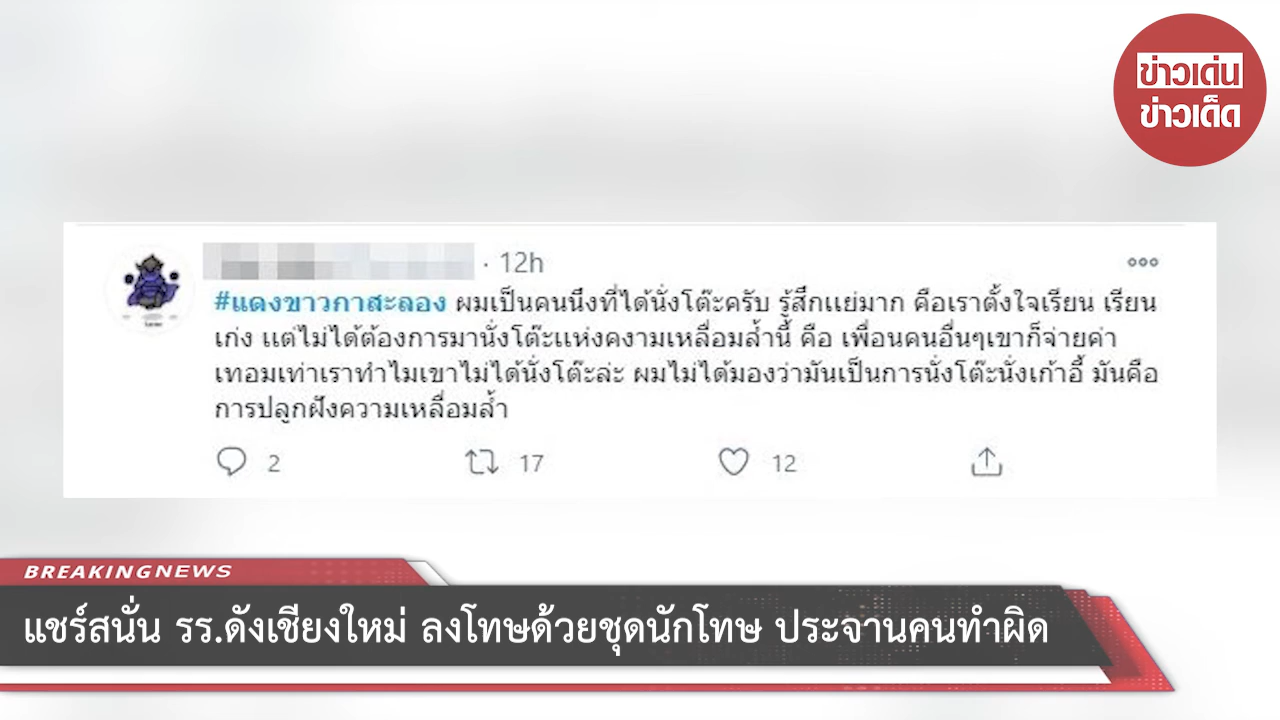 ข่าวเด่น
ข่าวเด็ด
· 12h
#แดงขาวกาสะลอง ผมเป็นคนนึงที่ได้นั่งโต๊ะครับ รู้สึกแย่มาก คือเราตั้งใจเรียน เรียน
เก่ง แต่ไม่ได้ต้องการมานั่งโต๊ะแห่งคงามเหลื่อมล้ำนี้ คือ เพื่อนคนอื่นๆเขาก็จ่ายค่า
เทอมเท่าเราทำไมเขาไม่ได้นั่งโต๊ะล่ะ ผมไม่ได้มองว่ามันเป็นการนั่งโต๊ะนั่งเก้าอี้ มันคือ
การปลูกฝังความเหลื่อมล้ำ
2 17 12
BREAKINGNEWS
แชร์สนั่น รร.ดังเชียงใหม่ ลงโทษด้วยชุดนักโทษ ประจานคนทำผิด